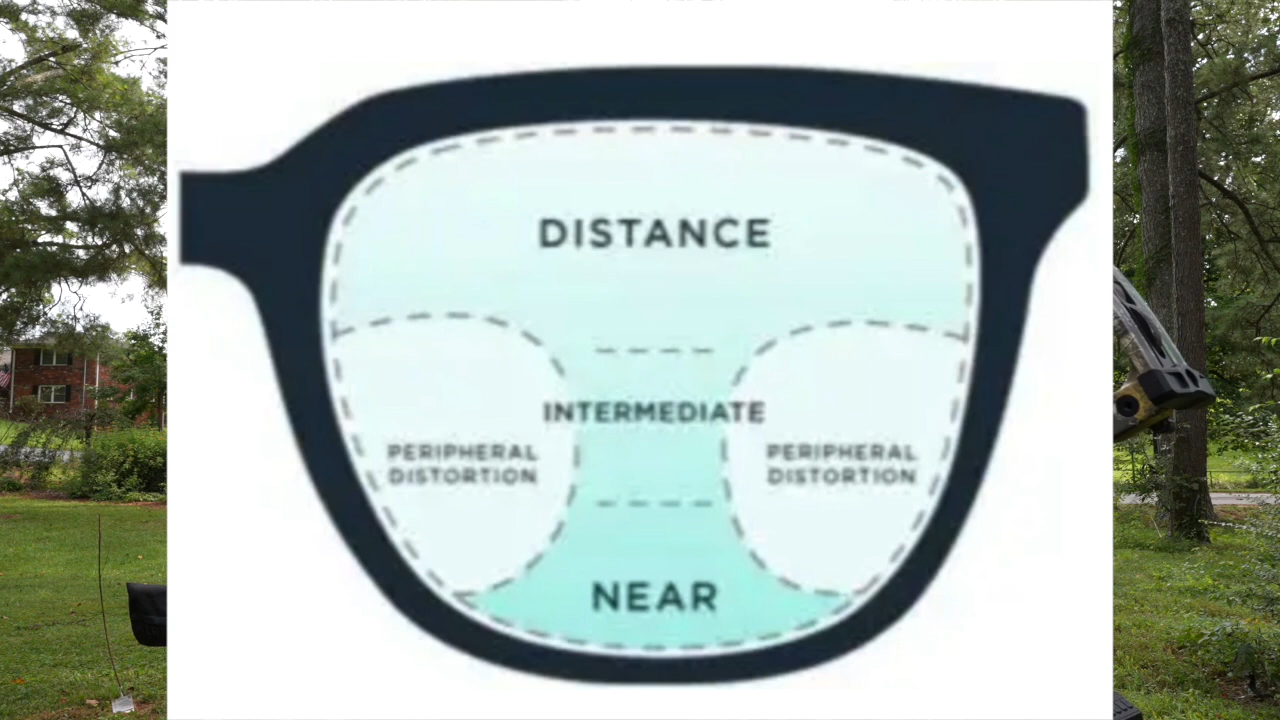 DISTANCE
INTERMEDIATE
PERIPHERAL
DISTORTION
PERIPHERAL
DISTORTION
NEAR